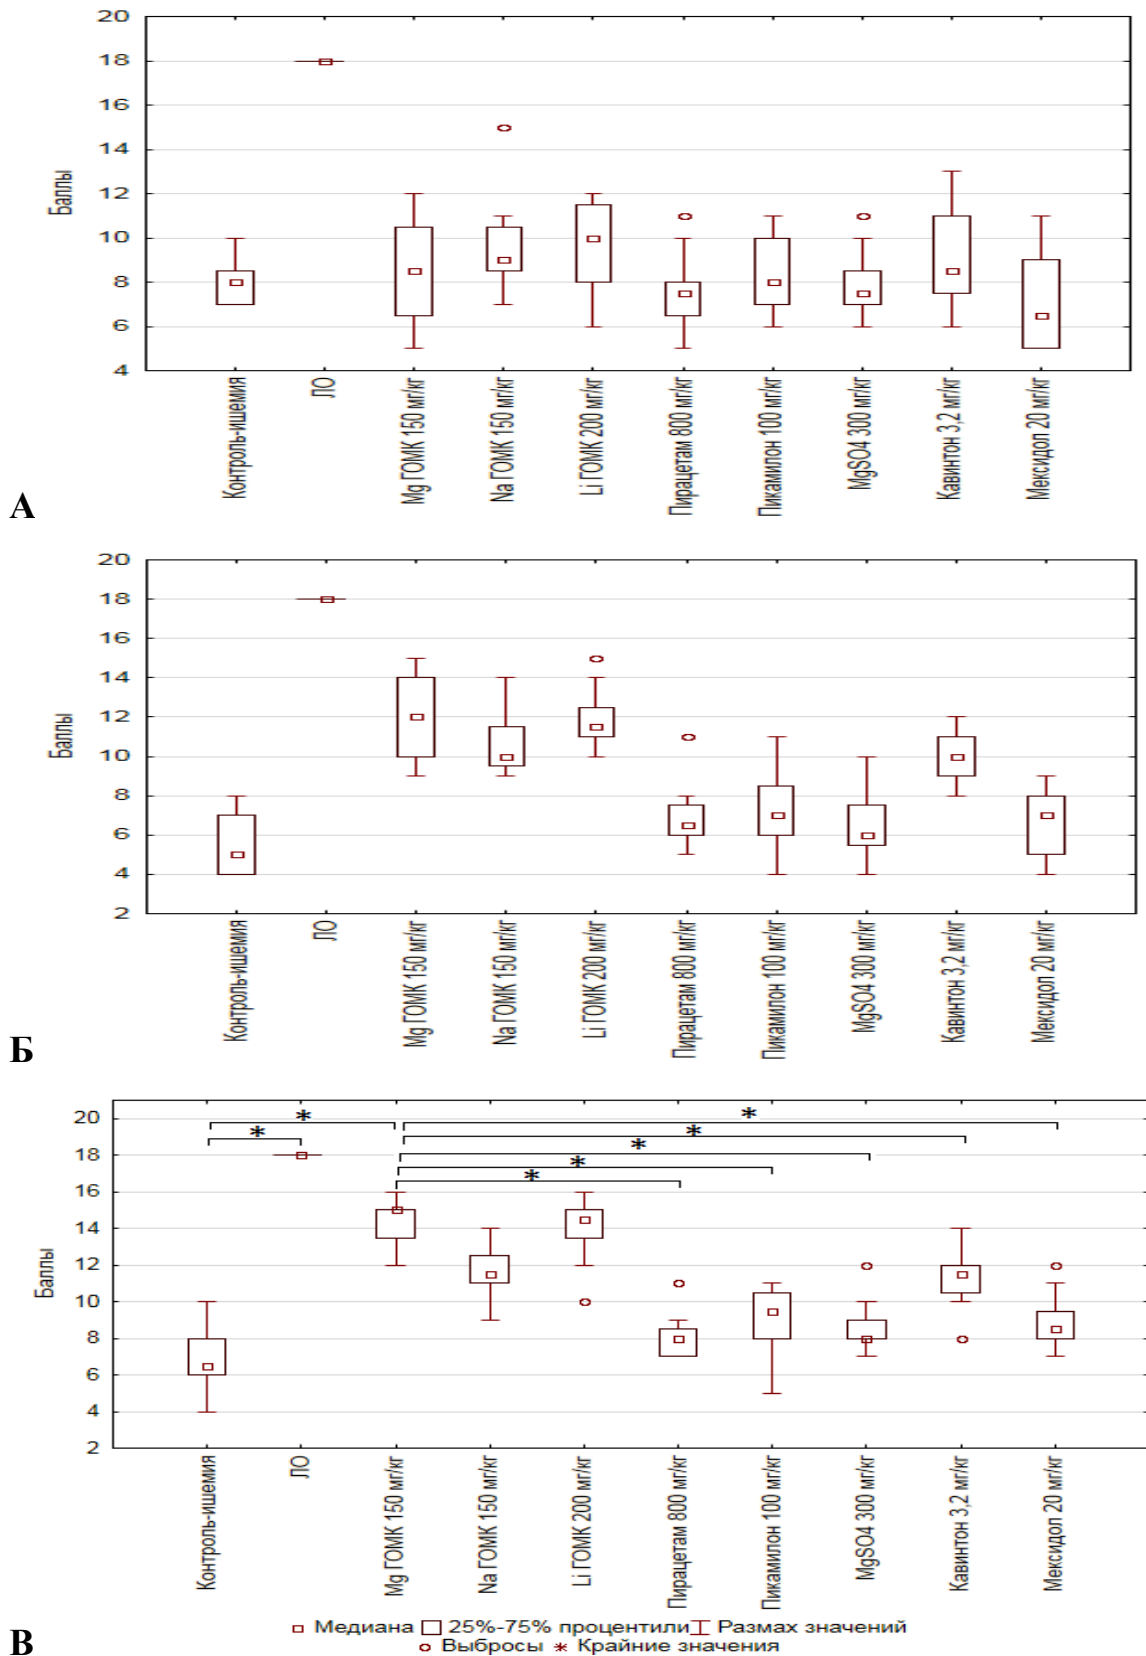 20
18
16
14
12
10
8
6
4
Баллы
Контроль-ишемия
ЛО
Mg ГОМК 150 мг/кг
Na ГОМК 150 мг/кг
Li ГОМК 200 мг/кг
Пирацетам 800 мг/кг
Пикамилон 100 мг/кг
MgSO4 300 мг/кг
Кавинтон 3,2 мг/кг
Мексидол 20 мг/кг
А
20
18
16
14
12
10
8
6
4
2
Баллы
Контроль-ишемия
ЛО
Mg ГОМК 150 мг/кг
Na ГОМК 150 мг/кг
Li ГОМК 200 мг/кг
Пирацетам 800 мг/кг
Пикамилон 100 мг/кг
MgSO4 300 мг/кг
Кавинтон 3,2 мг/кг
Мексидол 20 мг/кг
Б
20
18
16
14
12
10
8
6
4
2
Баллы
* * * * * * *
Контроль-ишемия
ЛО
Mg ГОМК 150 мг/кг
Na ГОМК 150 мг/кг
Li ГОМК 200 мг/кг
Пирацетам 800 мг/кг
Пикамилон 100 мг/кг
MgSO4 300 мг/кг
Кавинтон 3,2 мг/кг
Мексидол 20 мг/кг
Медиана 25%-75% процентили Размах значений
Выбросы * Крайние значения
В